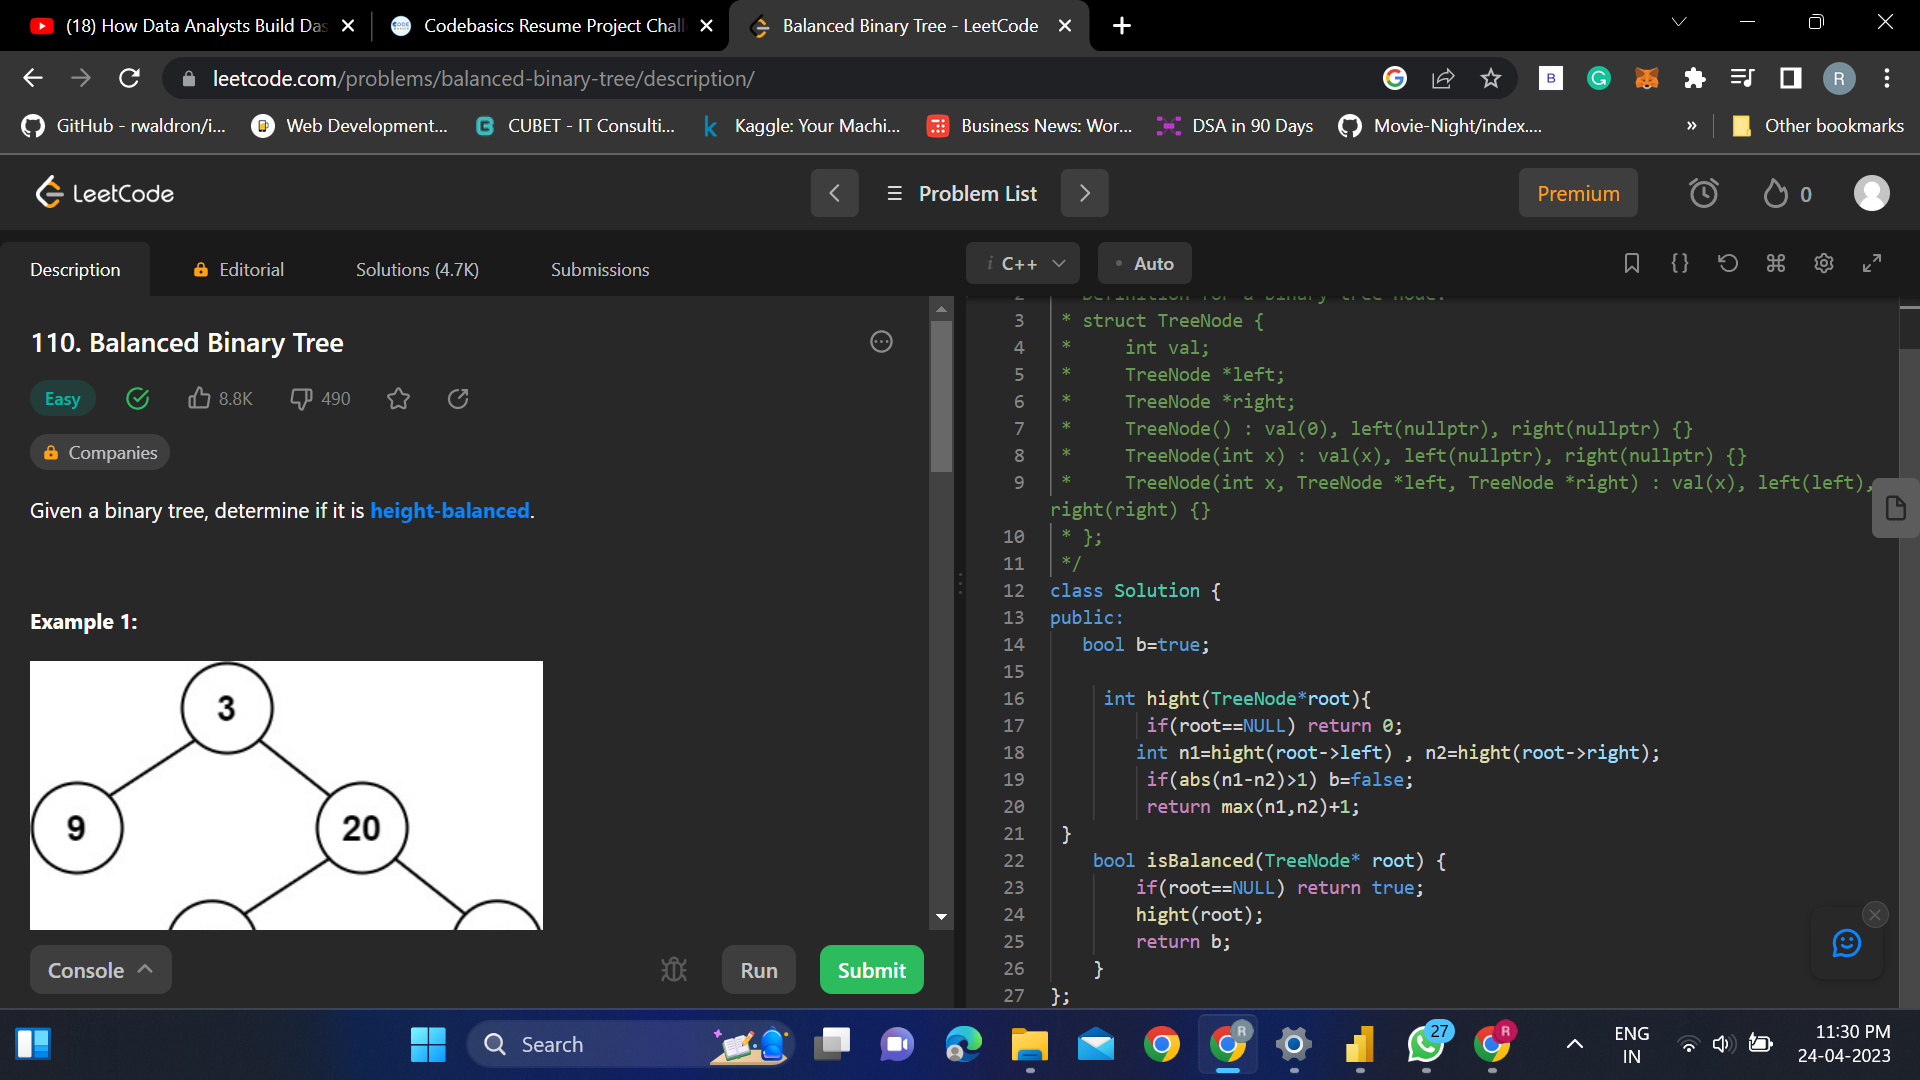 (18) How Data Analysts Build Das
Codebasics Resume Project Chall
Balanced Binary Tree - LeetCode
leetcode.com/problems/balanced-binary-tree/description/
G
B
G
R
GitHub - rwaldron/i...
Web Development...
CUBET - IT Consulti...
Kaggle: Your Machi...
Business News: Wor...
DSA in 90 Days
Movie-Night/index....
»
Other bookmarks
LeetCode
Problem List
Premium
0
Description
Editorial
Solutions (4.7K)
Submissions
i C++
• Auto
110. Balanced Binary Tree
Easy
8.8K
490
Companies
Given a binary tree, determine if it is height-balanced.
Example 1:
3
9
20
Console
Run
Submit
2 * Definition for a binary tree node.
3 * struct TreeNode {
4 *     int val;
5 *     TreeNode *left;
6 *     TreeNode *right;
7 *     TreeNode() : val(0), left(nullptr), right(nullptr) {}
8 *     TreeNode(int x) : val(x), left(nullptr), right(nullptr) {}
9 *     TreeNode(int x, TreeNode *left, TreeNode *right) : val(x), left(left),
right(right) {}
10 * };
11 */
12 class Solution {
13 public:
14 bool b=true;
15
16 int hight(TreeNode*root){
17 if(root==NULL) return 0;
18 int n1=hight(root->left) , n2=hight(root->right);
19 if(abs(n1-n2)>1) b=false;
20 return max(n1,n2)+1;
21 }
22 bool isBalanced(TreeNode* root) {
23 if(root==NULL) return true;
24 hight(root);
25 return b;
26 }
27 };
Search
R
27
R
ENG
IN
11:30 PM
24-04-2023